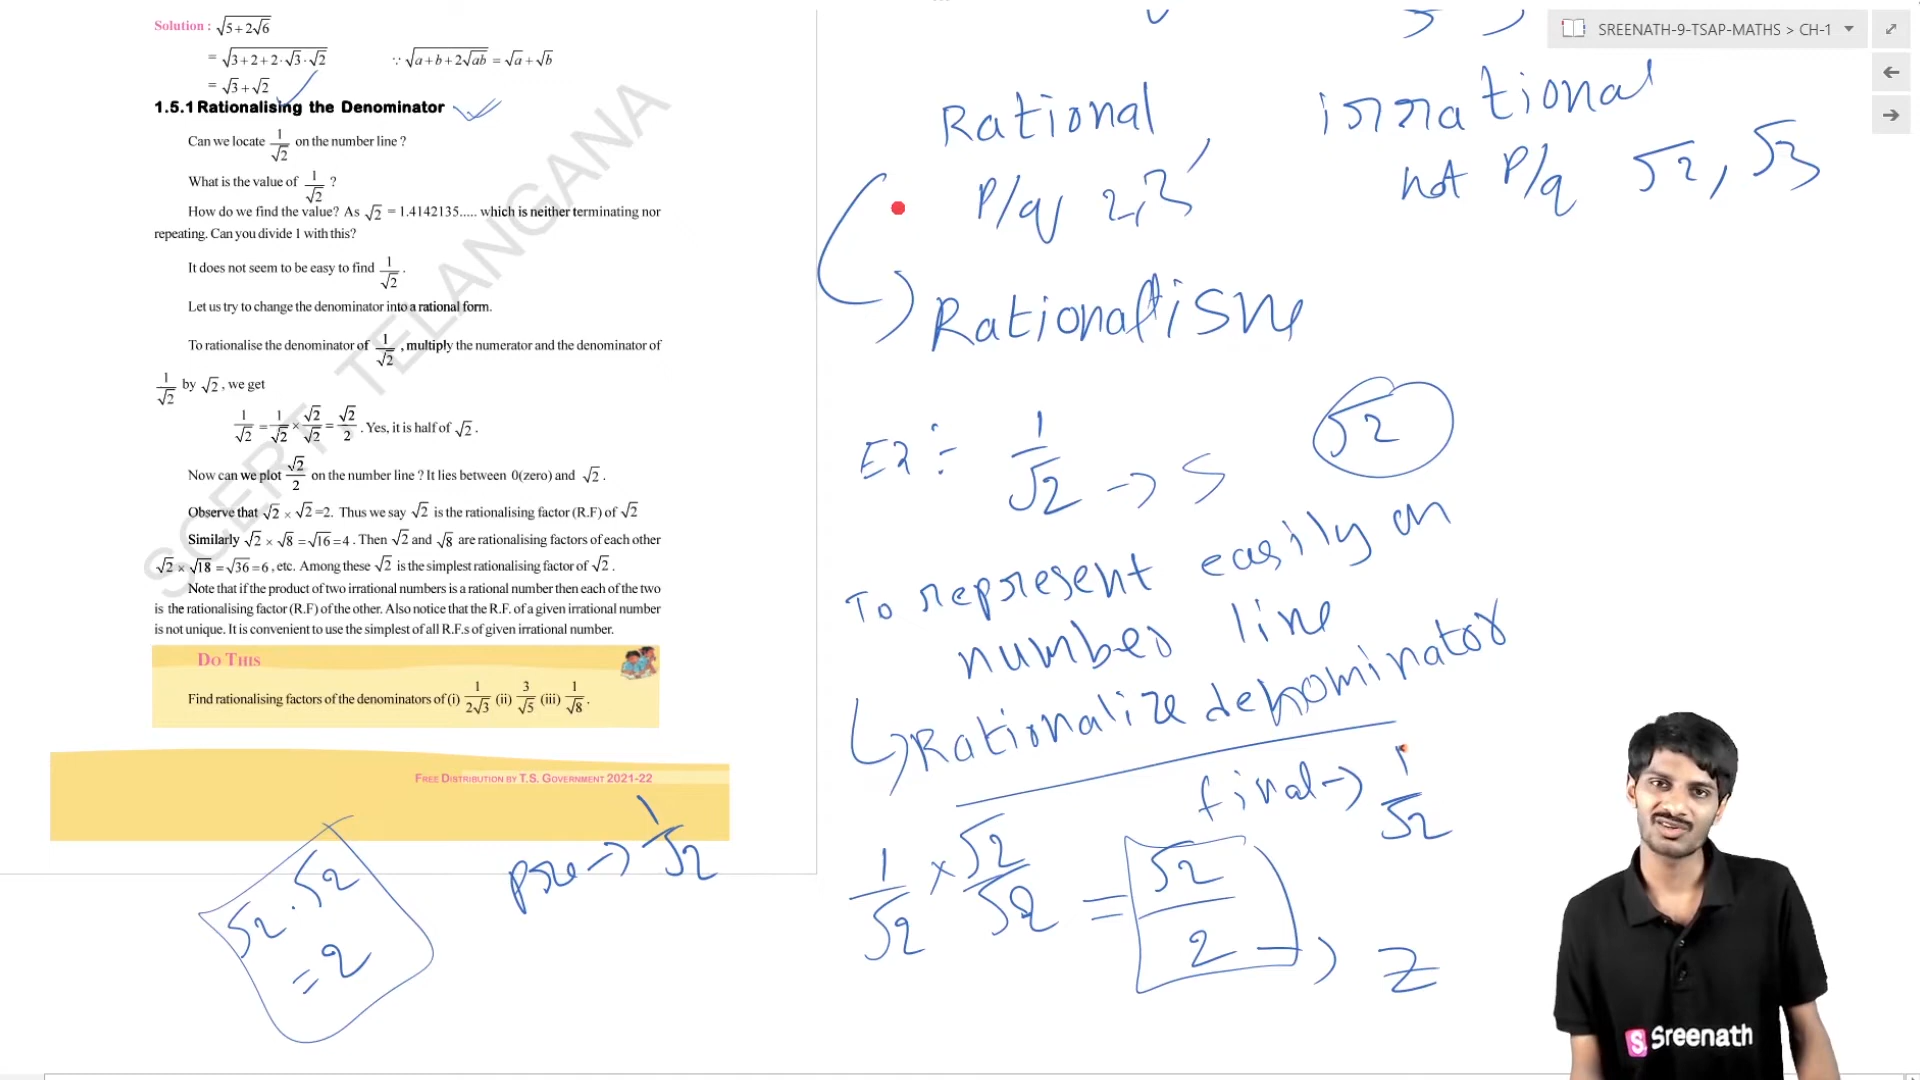 Solution : √5+2√6
= √3+2+2·√3·√2 ∵ √a+b+2√ab = √a+√b
= √3+√2
1.5.1 Rationalising the Denominator
Can we locate 1/√2 on the number line ?
What is the value of 1/√2 ?
How do we find the value? As √2 = 1.4142135..... which is neither terminating nor
repeating. Can you divide 1 with this?
It does not seem to be easy to find 1/√2 .
Let us try to change the denominator into a rational form.
To rationalise the denominator of 1/√2 , multiply the numerator and the denominator of
1/√2 by √2 , we get
1/√2 = 1/√2 × √2/√2 = √2/2 . Yes, it is half of √2 .
Now can we plot √2/2 on the number line ? It lies between 0(zero) and √2 .
Observe that √2 × √2 =2. Thus we say √2 is the rationalising factor (R.F) of √2
Similarly √2 × √8 = √16 = 4 . Then √2 and √8 are rationalising factors of each other
√2 × √18 = √36 = 6 , etc. Among these √2 is the simplest rationalising factor of √2 .
Note that if the product of two irrational numbers is a rational number then each of the two
is the rationalising factor (R.F) of the other. Also notice that the R.F. of a given irrational number
is not unique. It is convenient to use the simplest of all R.F.s of given irrational number.
DO THIS
Find rationalising factors of the denominators of (i) 1/2√3 (ii) 3/√5 (iii) 1/√8 .
FREE DISTRIBUTION BY T.S. GOVERNMENT 2021-22
SCERT, TELANGANA
√2 . √2
= 2
→ 1/√2
SREENATH-9-TSAP-MATHS > CH-1
Rational irrational
P/q 2,3 not P/q √2, √3
1/√2 → 5 √2
To represent easily on
number line
Rationalize denominator
final → 1/√2
1/√2 × √2/√2 = √2/2 → Z
S. Sreenath